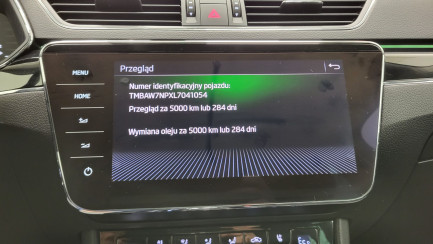 Przegląd
MENU
Numer identyfikacyjny pojazdu:
TMBAW7NPXL7041054
HOME
Przegląd za 5000 km lub 284 dni
Wymiana oleju za 5000 km lub 284 dni